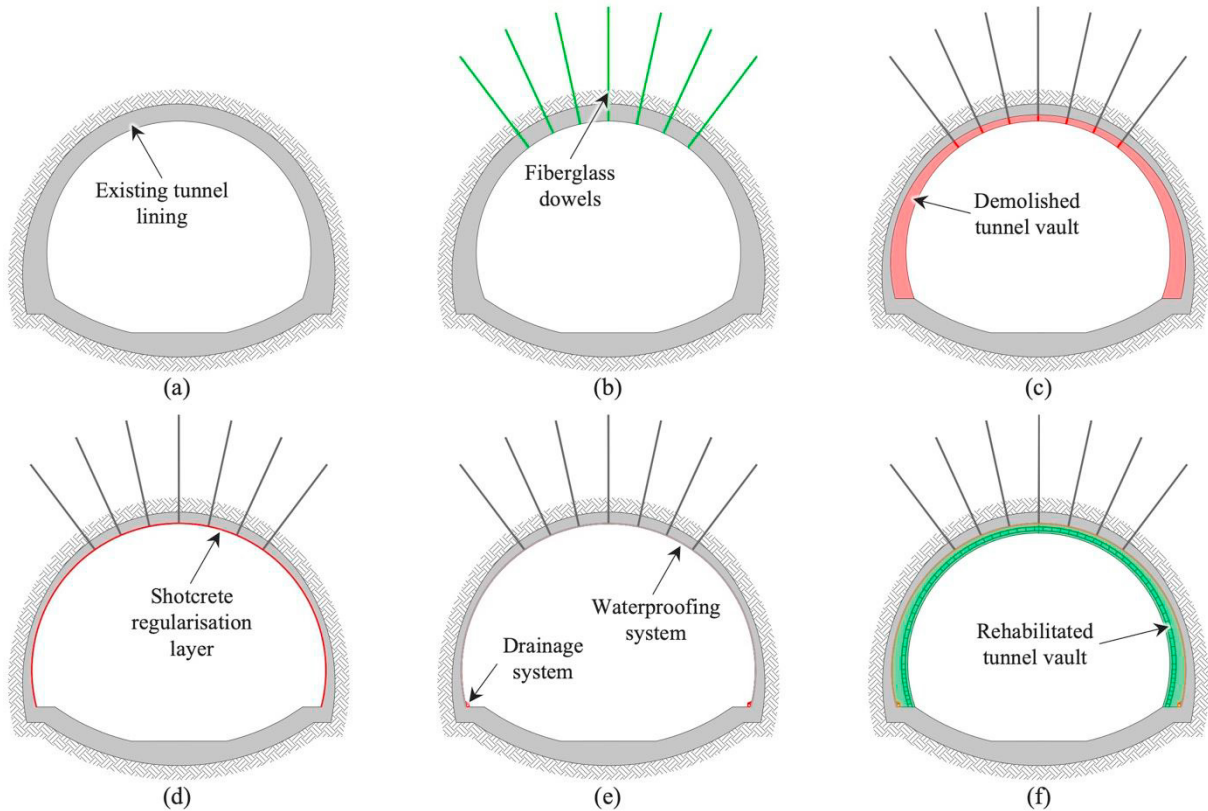 Existing tunnel
lining
(a)
Fiberglass
dowels
(b)
Demolished
tunnel vault
(c)
Shotcrete
regularisation
layer
(d)
Waterproofing
system
Drainage
system
(e)
Rehabilitated
tunnel vault
(f)